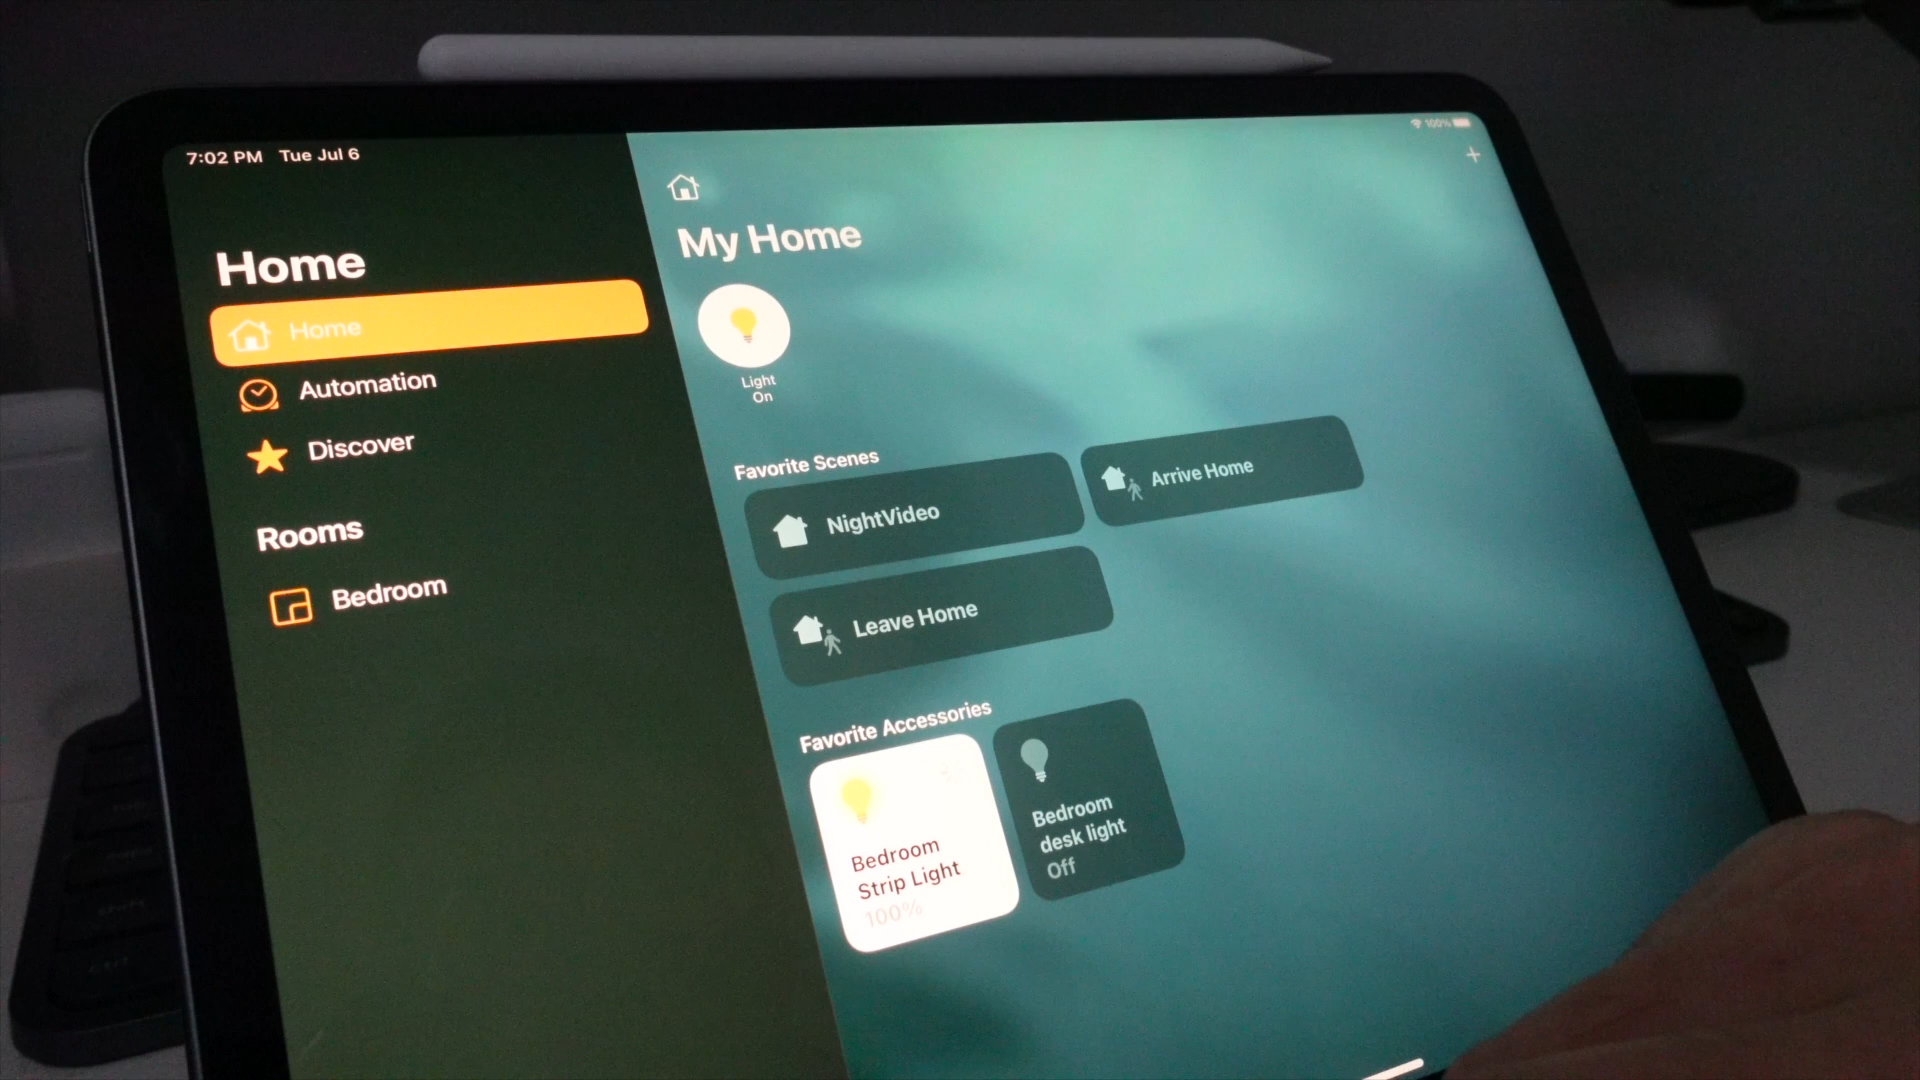 7:02 PM Tue Jul 6
100%
Home
Home
Automation
Discover
Rooms
Bedroom
My Home
Light
On
Favorite Scenes
NightVideo
Arrive Home
Leave Home
Favorite Accessories
Bedroom
Strip Light
100%
Bedroom
desk light
Off